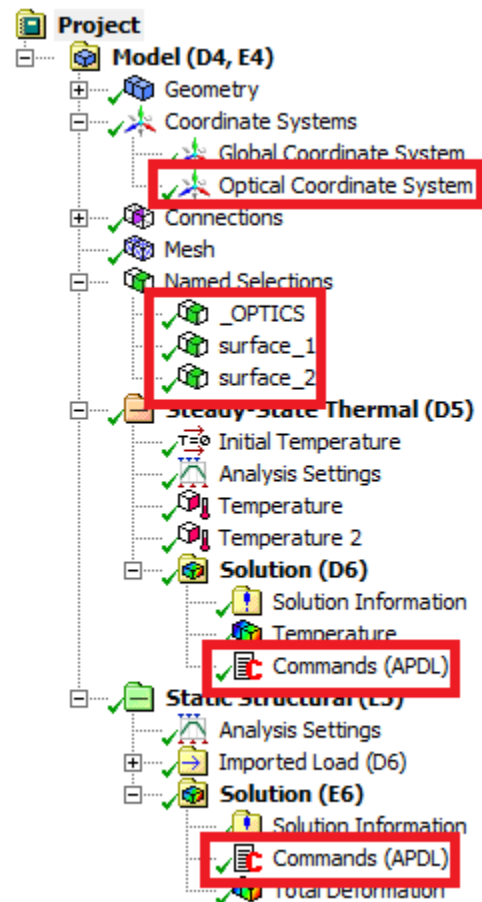 Project
Model (D4, E4)
Geometry
Coordinate Systems
Global Coordinate System
Optical Coordinate System
Connections
Mesh
Named Selections
_OPTICS
surface_1
surface_2
Steady-State Thermal (D5)
T=0 Initial Temperature
Analysis Settings
Temperature
Temperature 2
Solution (D6)
Solution Information
Temperature
Commands (APDL)
Static Structural (E5)
Analysis Settings
Imported Load (D6)
Solution (E6)
Solution Information
Commands (APDL)
Total Deformation